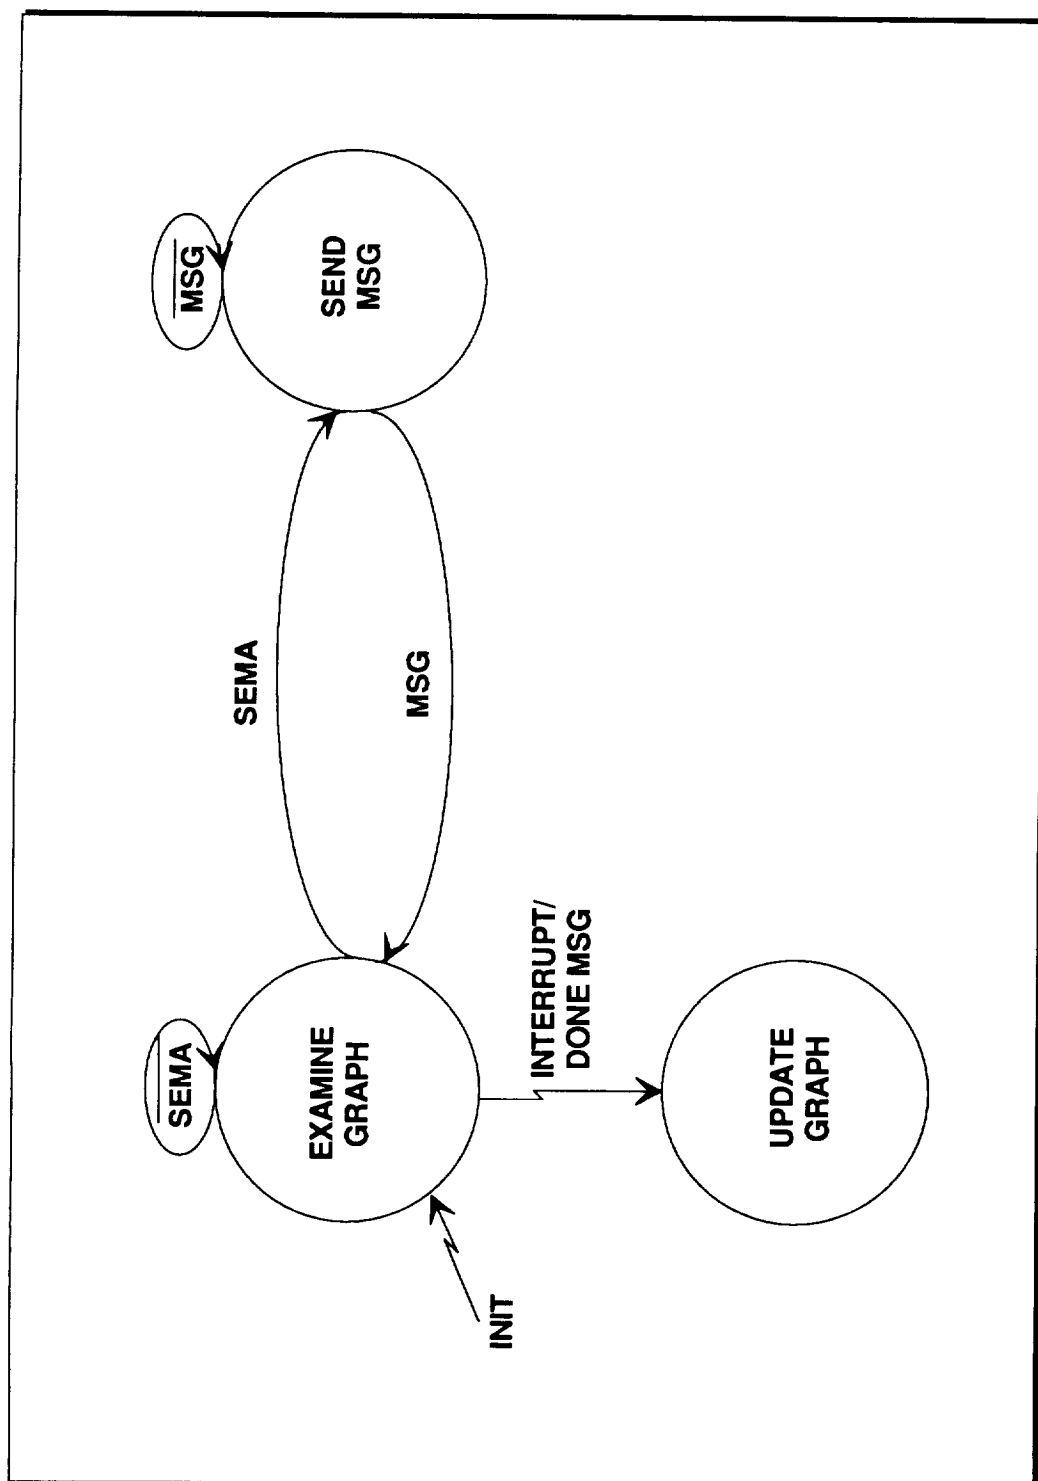 MSG
SEND
MSG
SEMA
MSG
SEMA
EXAMINE
GRAPH
INTERRUPT/
DONE MSG
INIT
UPDATE
GRAPH